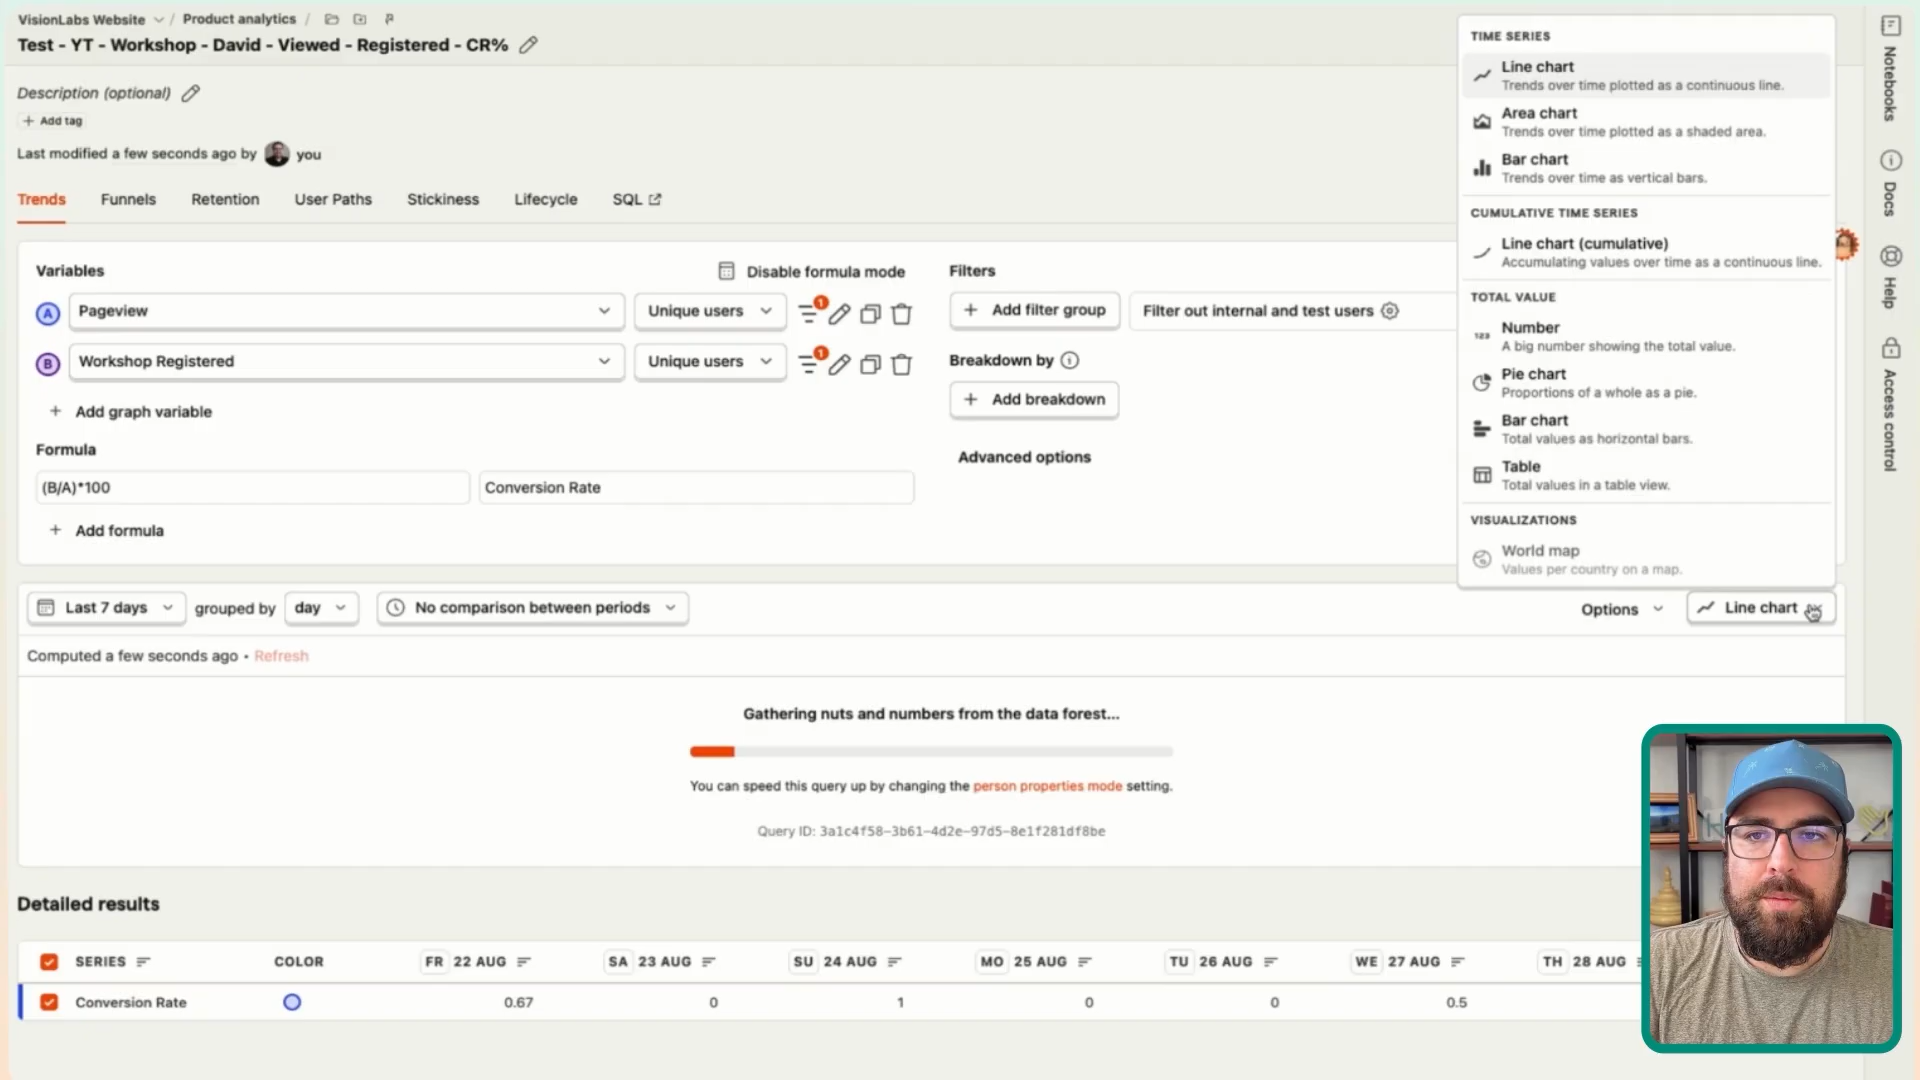 VisionLabs Website / Product analytics /
Test - YT - Workshop - David - Viewed - Registered - CR%
Description (optional)
+ Add tag
Last modified a few seconds ago by you
Trends Funnels Retention User Paths Stickiness Lifecycle SQL
Variables
Disable formula mode
A Pageview Unique users 1
B Workshop Registered Unique users 1
+ Add graph variable
Formula
(B/A)*100 Conversion Rate
+ Add formula
Filters
+ Add filter group Filter out internal and test users
Breakdown by
+ Add breakdown
Advanced options
TIME SERIES
Line chart
Trends over time plotted as a continuous line.
Area chart
Trends over time plotted as a shaded area.
Bar chart
Trends over time as vertical bars.
CUMULATIVE TIME SERIES
Line chart (cumulative)
Accumulating values over time as a continuous line.
TOTAL VALUE
123 Number
A big number showing the total value.
Pie chart
Proportions of a whole as a pie.
Bar chart
Total values as horizontal bars.
Table
Total values in a table view.
VISUALIZATIONS
World map
Values per country on a map.
Notebooks
Docs
Help
Access control
Last 7 days grouped by day No comparison between periods Options Line chart
Computed a few seconds ago • Refresh
Gathering nuts and numbers from the data forest...
You can speed this query up by changing the person properties mode setting.
Query ID: 3a1c4f58-3b61-4d2e-97d5-8e1f281df8be
Detailed results
SERIES COLOR FR 22 AUG SA 23 AUG SU 24 AUG MO 25 AUG TU 26 AUG WE 27 AUG TH 28 AUG
Conversion Rate 0.67 0 1 0 0 0.5